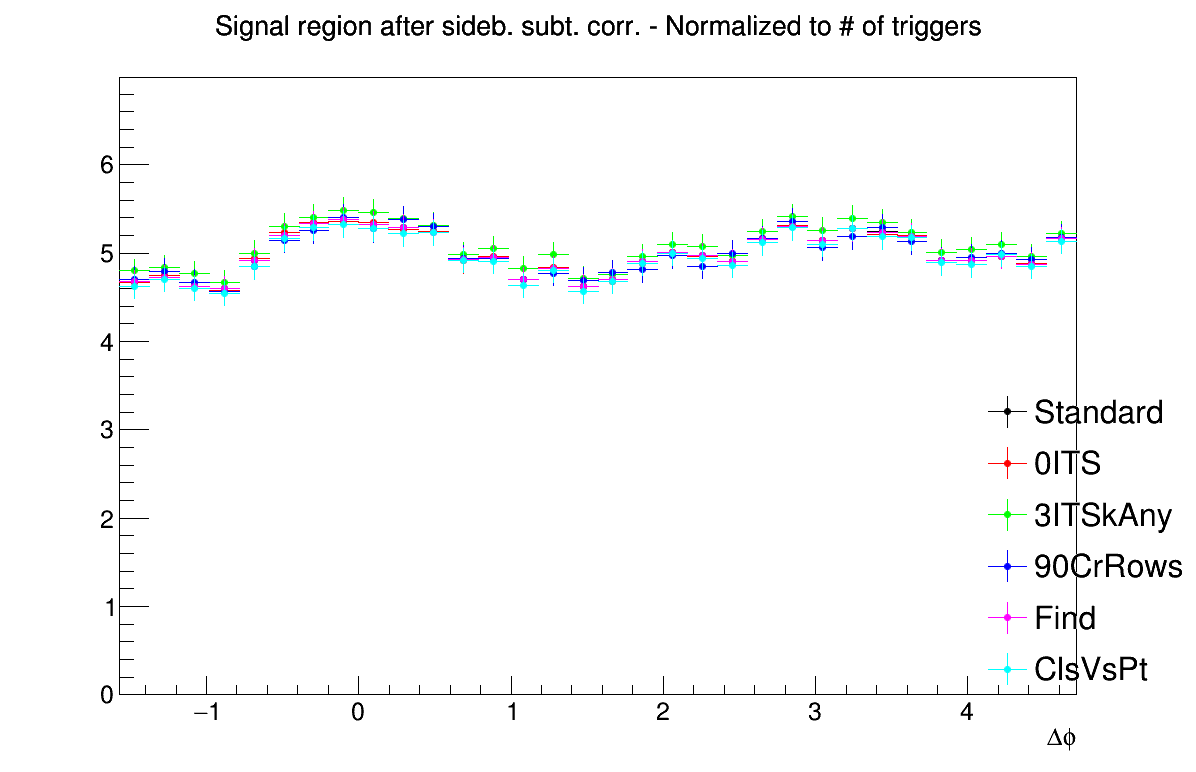 Signal region after sideb. subt. corr. - Normalized to # of triggers
6
5
4
3
2
1
0
Standard
0ITS
3ITSkAny
90CrRows
Find
ClsVsPt
−1 0 1 2 3 4
Δϕ